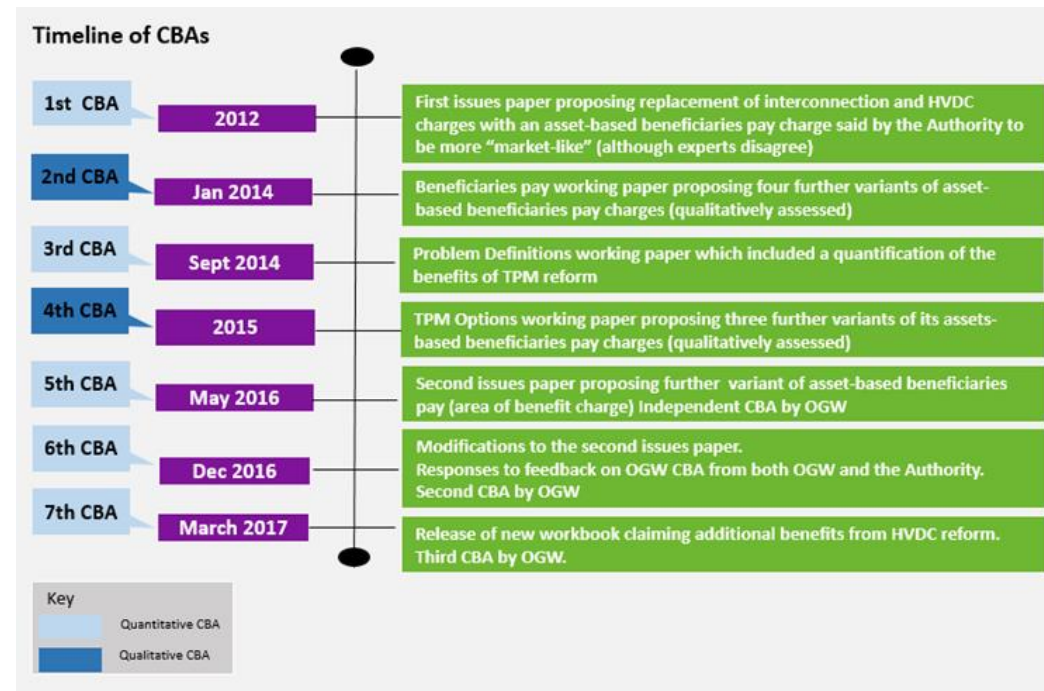 Timeline of CBAs
1st CBA
2012
First issues paper proposing replacement of interconnection and HVDC
charges with an asset-based beneficiaries pay charge said by the Authority to
be more “market-like” (although experts disagree)
2nd CBA
Jan 2014
Beneficiaries pay working paper proposing four further variants of asset-
based beneficiaries pay charges (qualitatively assessed)
3rd CBA
Sept 2014
Problem Definitions working paper which included a quantification of the
benefits of TPM reform
4th CBA
2015
TPM Options working paper proposing three further variants of its assets-
based beneficiaries pay charges (qualitatively assessed)
5th CBA
May 2016
Second issues paper proposing further variant of asset-based beneficiaries
pay (area of benefit charge) Independent CBA by OGW
6th CBA
Dec 2016
Modifications to the second issues paper.
Responses to feedback on OGW CBA from both OGW and the Authority.
Second CBA by OGW
7th CBA
March 2017
Release of new workbook claiming additional benefits from HVDC reform.
Third CBA by OGW.
Key
Quantitative CBA
Qualitative CBA